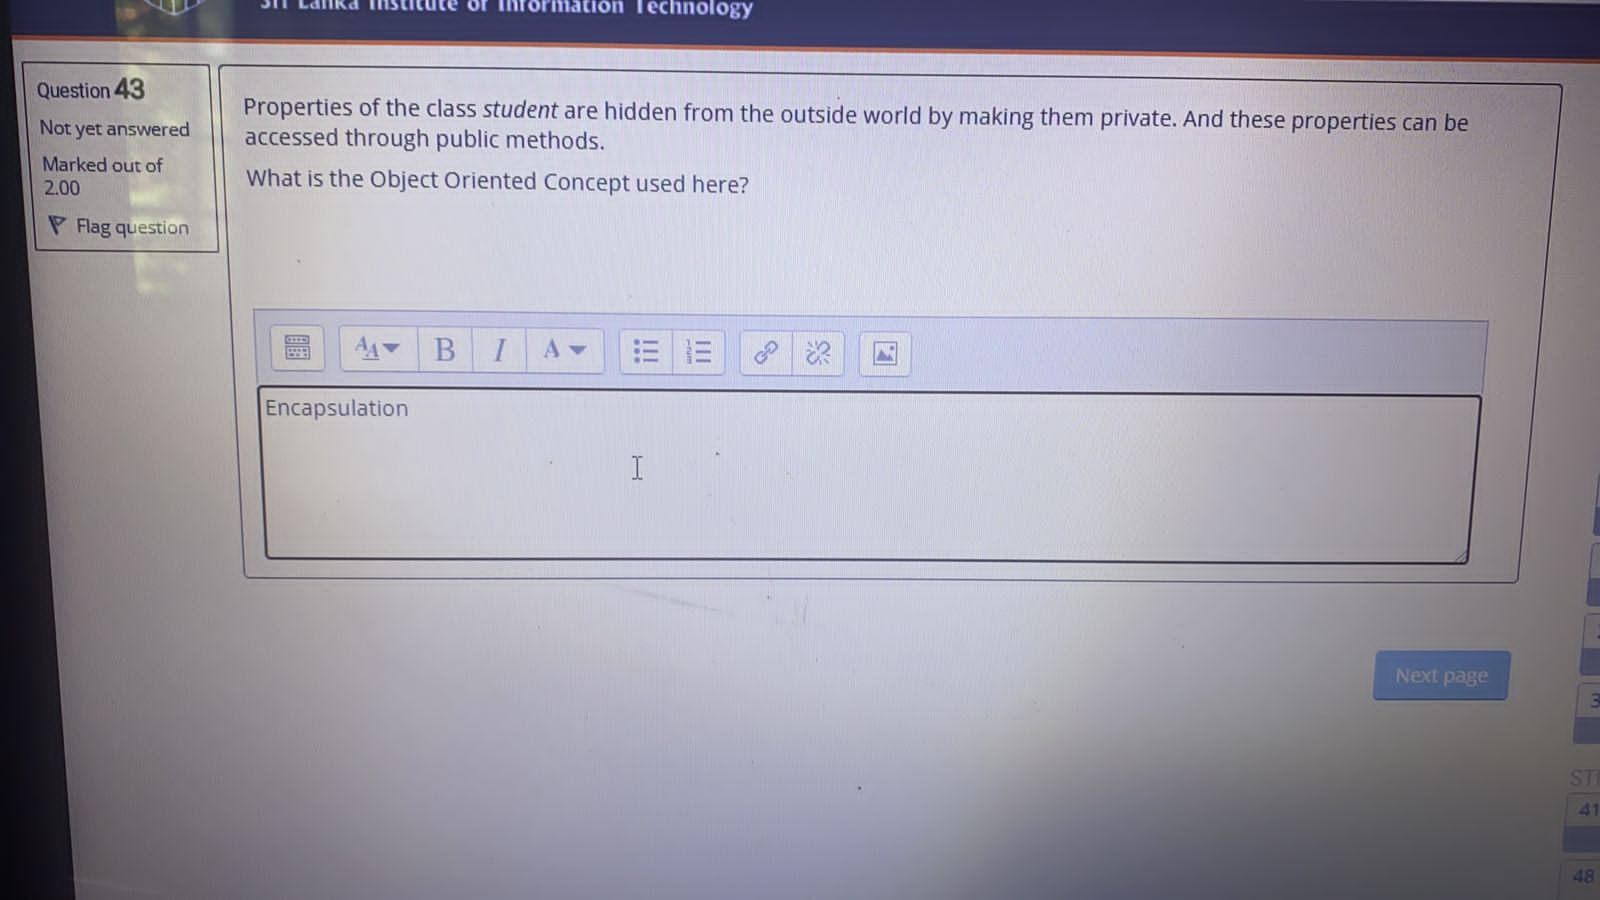 Sri Lanka Institute of Information Technology
Question 43
Not yet answered
Marked out of
2.00
Flag question
Properties of the class student are hidden from the outside world by making them private. And these properties can be
accessed through public methods.
What is the Object Oriented Concept used here?
B I A
Encapsulation
Next page
3
41
48